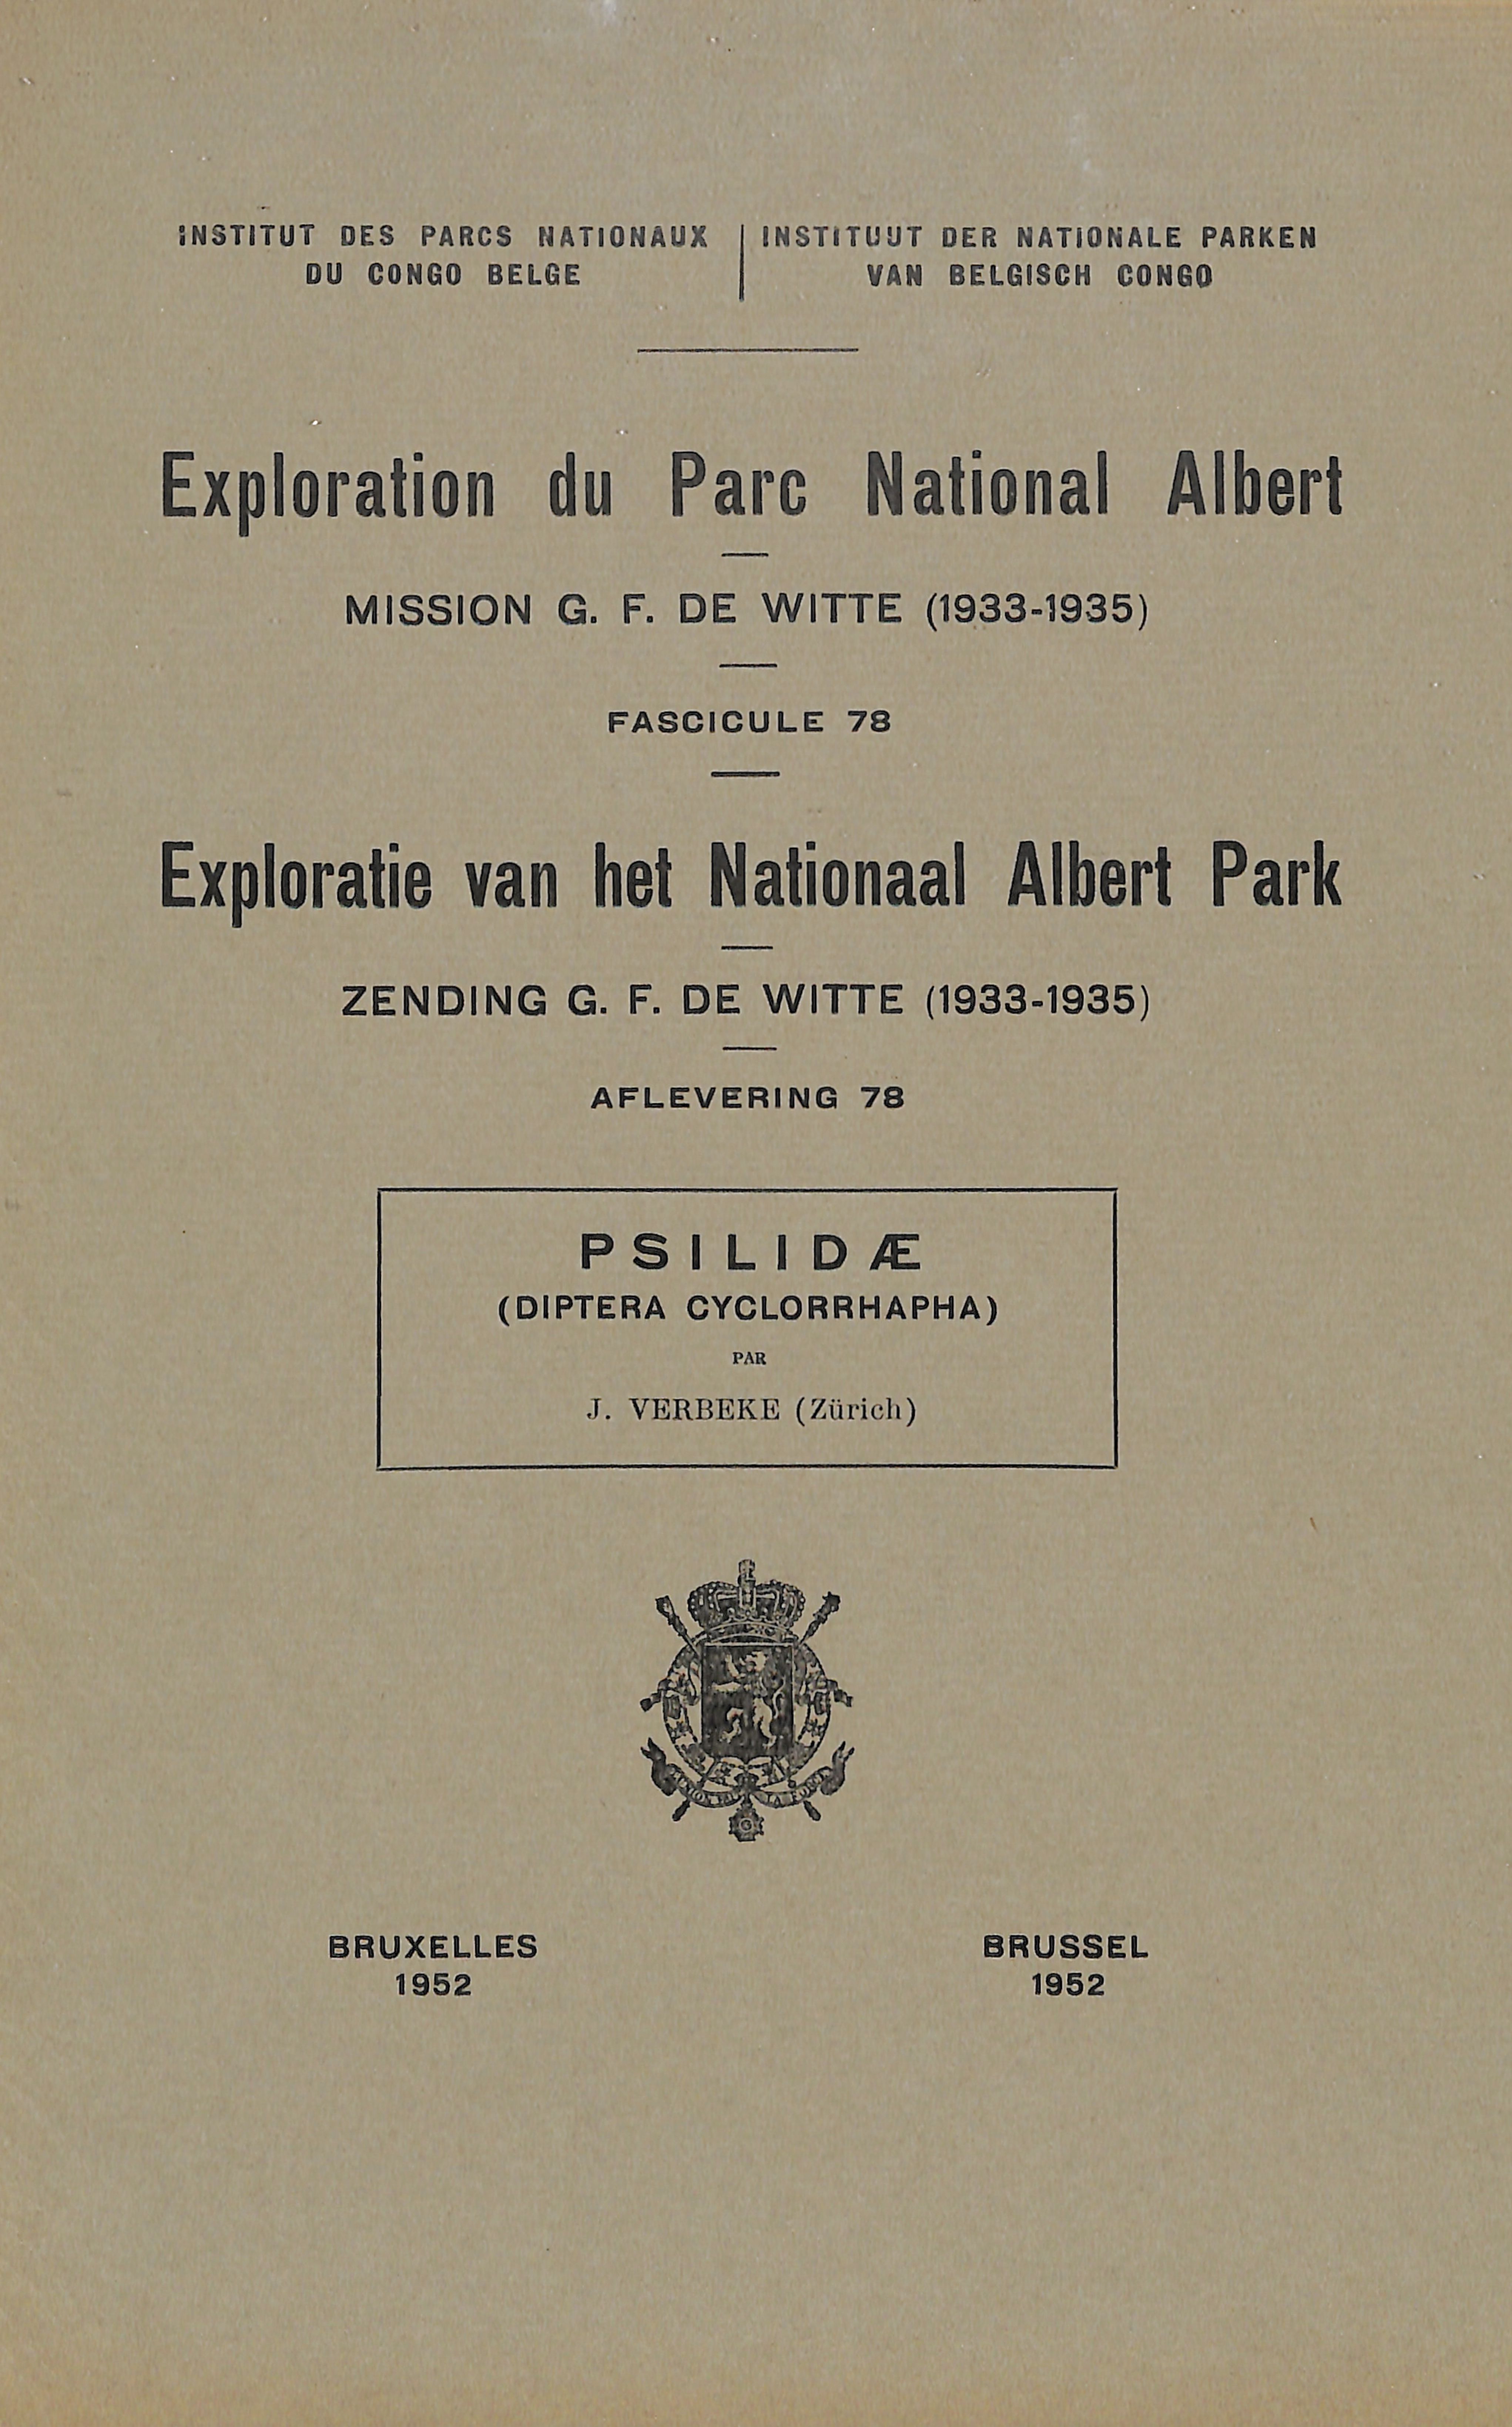 INSTITUT DES PARCS NATIONAUX
DU CONGO BELGE
INSTITUUT DER NATIONALE PARKEN
VAN BELGISCH CONGO
Exploration du Parc National Albert
MISSION G. F. DE WITTE (1933-1935)
FASCICULE 78
Exploratie van het Nationaal Albert Park
ZENDING G. F. DE WITTE (1933-1935)
AFLEVERING 78
PSILIDÆ
(DIPTERA CYCLORRHAPHA)
PAR
J. VERBEKE (Zürich)
BRUXELLES
1952
BRUSSEL
1952